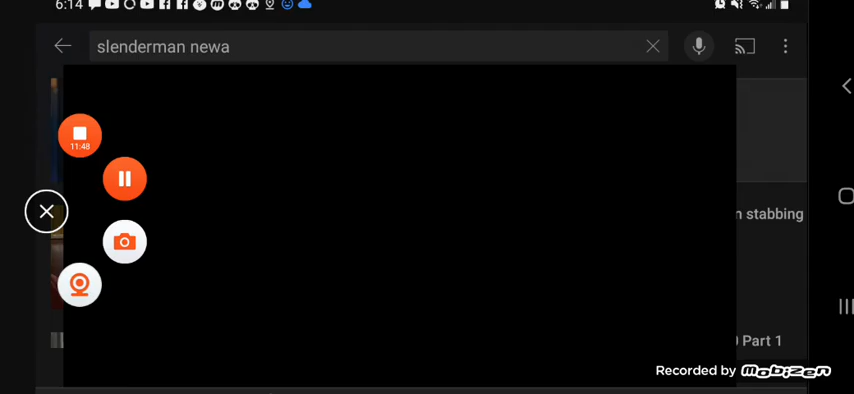 6:14
slenderman newa
11:48
n stabbing
Part 1
Recorded by MOBIZEN